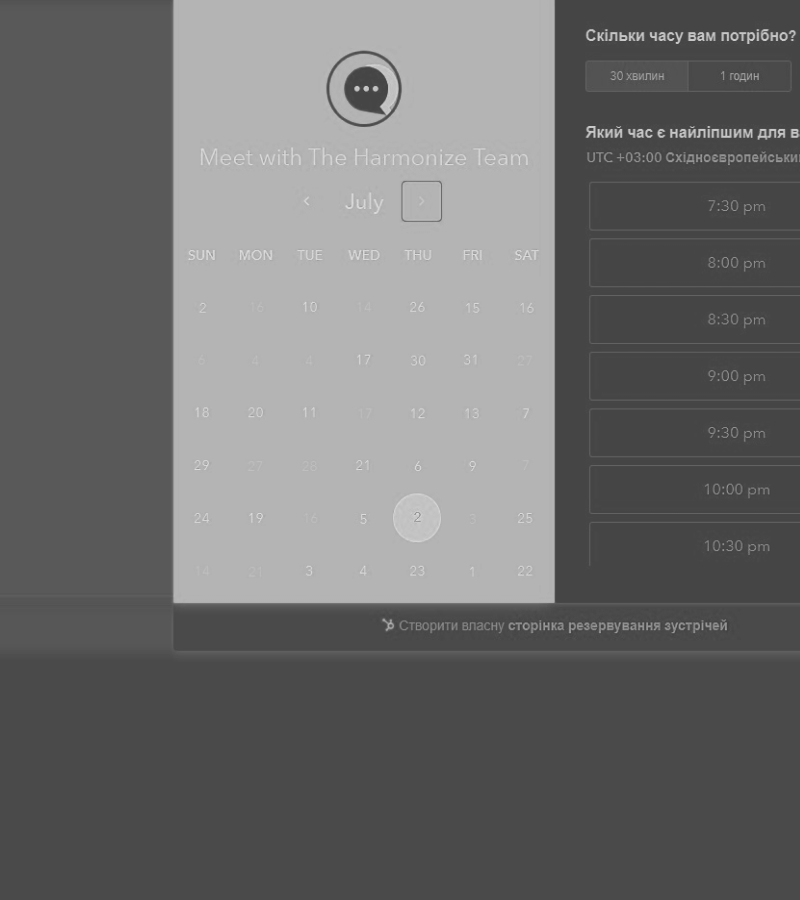 Meet with The Harmonize Team
July
SUN MON TUE WED THU FRI SAT
2 16 10 14 26 15 16
6 4 4 17 30 31 27
18 20 11 17 12 13 7
29 27 28 21 6 9 7
24 19 16 5 2 3 25
14 21 3 4 23 1 22
Скільки часу вам потрібно?
30 хвилин 1 годин
Який час є найліпшим для
UTC +03:00
7:30 pm
8:00 pm
8:30 pm
9:00 pm
9:30 pm
10:00 pm
10:30 pm
Створити власну сторінка резервування зустрічей